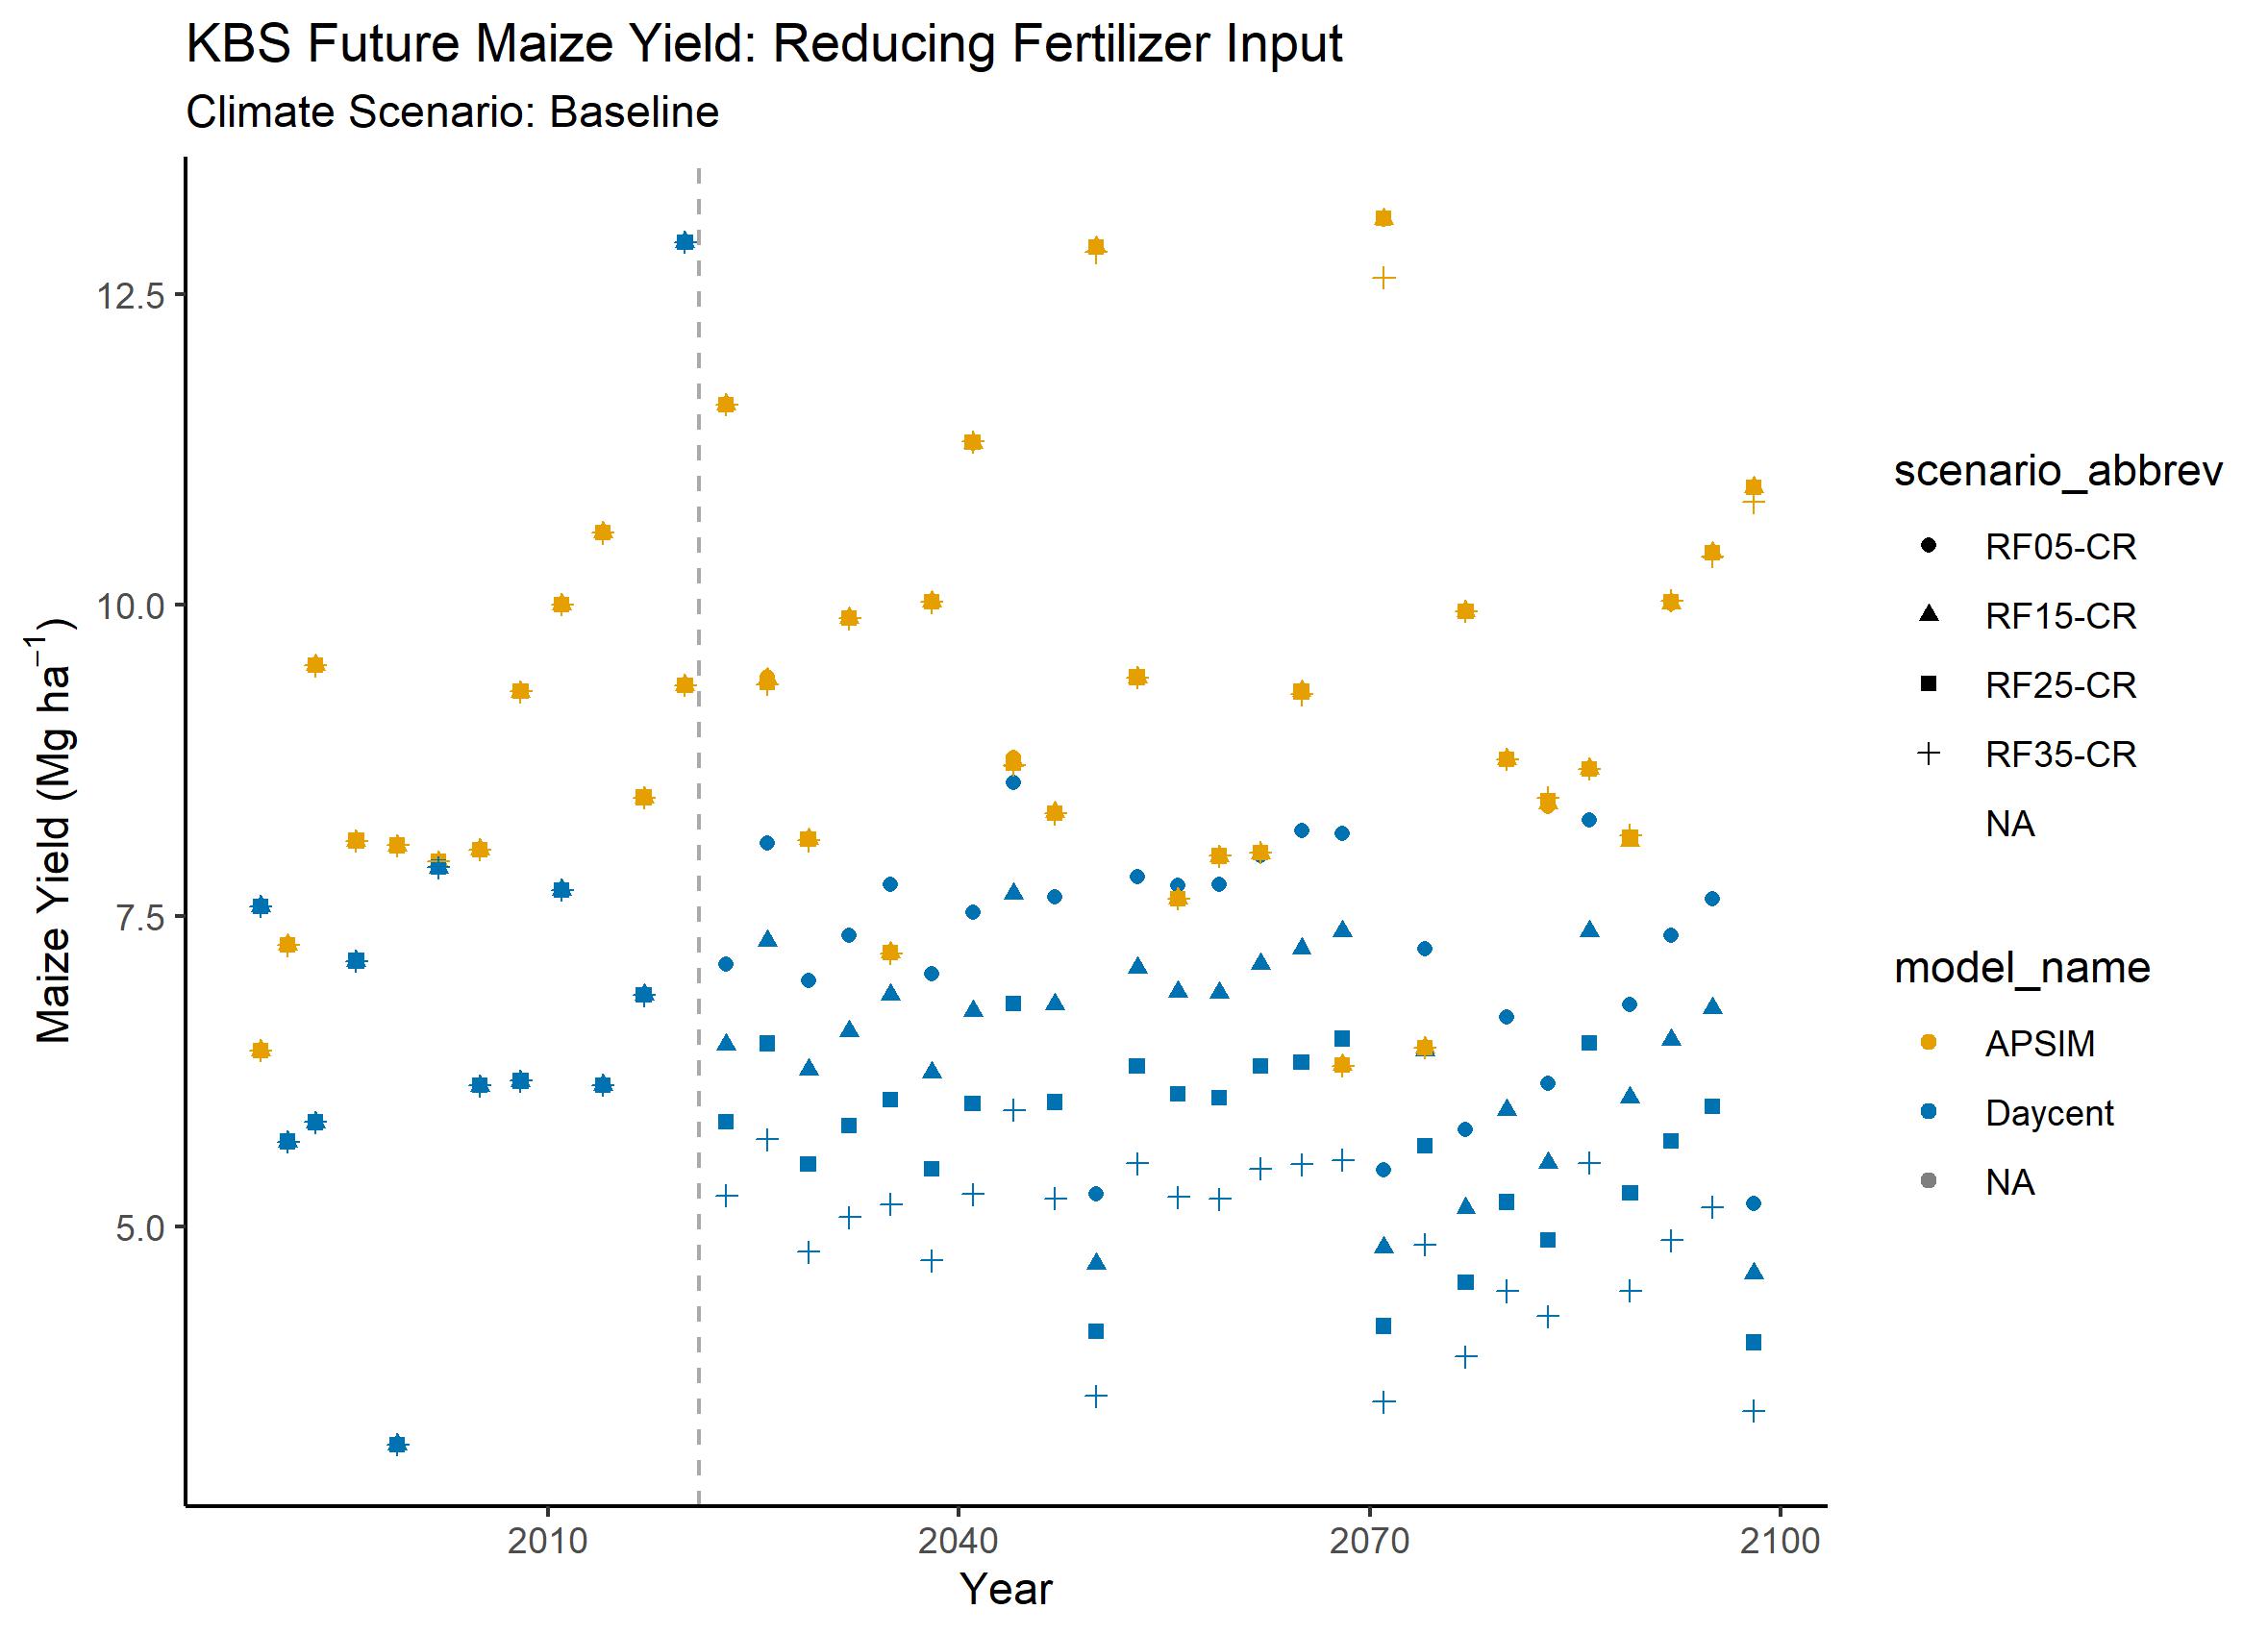 KBS Future Maize Yield: Reducing Fertilizer Input
Climate Scenario: Baseline
Maize Yield (Mg ha⁻¹)
12.5
10.0
7.5
5.0
2010
2040
2070
2100
Year
scenario_abbrev
RF05-CR
RF15-CR
RF25-CR
RF35-CR
NA
model_name
APSIM
Daycent
NA